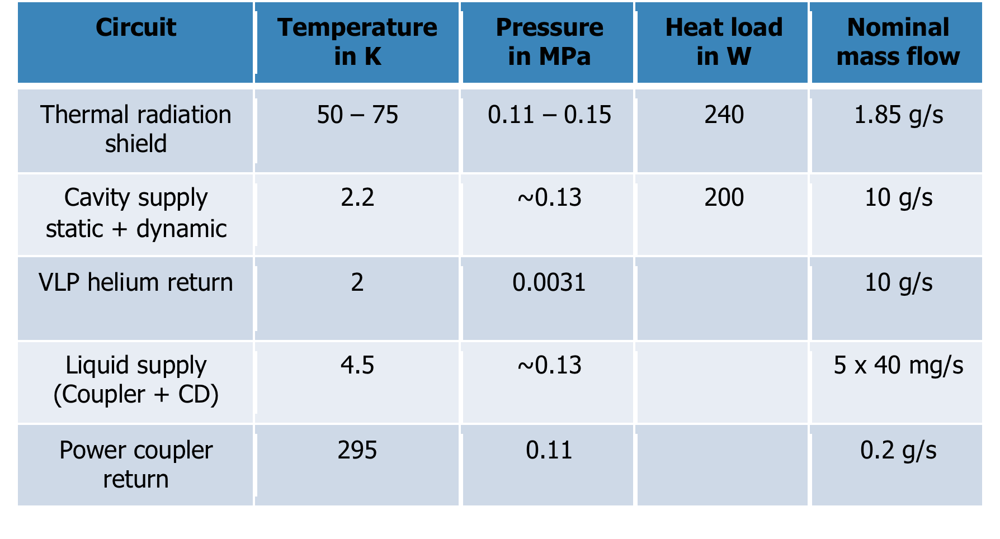 Circuit
Temperature
in K
Pressure
in MPa
Heat load
in W
Nominal
mass flow
Thermal radiation
shield
50 – 75
0.11 – 0.15
240
1.85 g/s
Cavity supply
static + dynamic
2.2
~0.13
200
10 g/s
VLP helium return
2
0.0031
10 g/s
Liquid supply
(Coupler + CD)
4.5
~0.13
5 x 40 mg/s
Power coupler
return
295
0.11
0.2 g/s